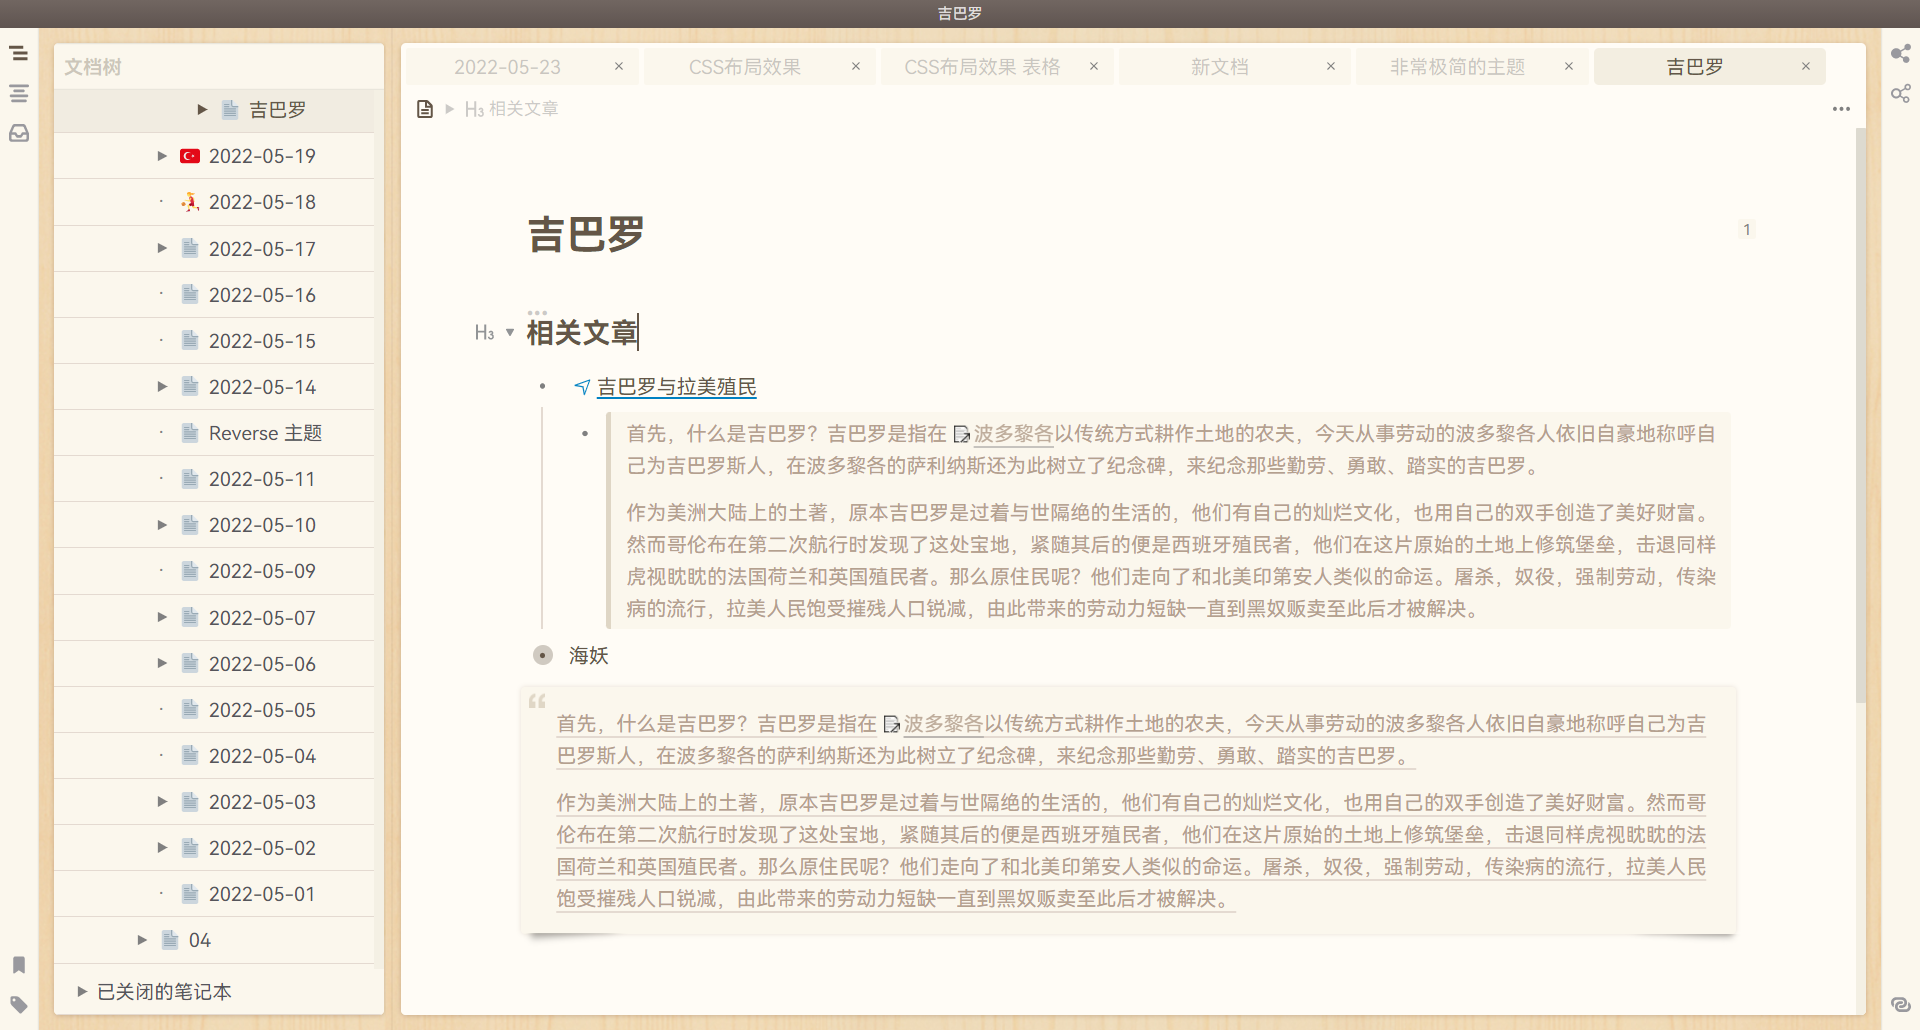 吉巴罗
文档树
吉巴罗
2022-05-19
2022-05-18
2022-05-17
2022-05-16
2022-05-15
2022-05-14
Reverse 主题
2022-05-11
2022-05-10
2022-05-09
2022-05-07
2022-05-06
2022-05-05
2022-05-04
2022-05-03
2022-05-02
2022-05-01
04
已关闭的笔记本
2022-05-23 × CSS布局效果 × CSS布局效果 表格 × 新文档 × 非常极简的主题 × 吉巴罗 ×
H3 相关文章
吉巴罗
1
H3 相关文章
吉巴罗与拉美殖民
首先，什么是吉巴罗？吉巴罗是指在 波多黎各以传统方式耕作土地的农夫，今天从事劳动的波多黎各人依旧自豪地称呼自
己为吉巴罗斯人，在波多黎各的萨利纳斯还为此树立了纪念碑，来纪念那些勤劳、勇敢、踏实的吉巴罗。
作为美洲大陆上的土著，原本吉巴罗是过着与世隔绝的生活的，他们有自己的灿烂文化，也用自己的双手创造了美好财富。
然而哥伦布在第二次航行时发现了这处宝地，紧随其后的便是西班牙殖民者，他们在这片原始的土地上修筑堡垒，击退同样
虎视眈眈的法国荷兰和英国殖民者。那么原住民呢？他们走向了和北美印第安人类似的命运。屠杀，奴役，强制劳动，传染
病的流行，拉美人民饱受摧残人口锐减，由此带来的劳动力短缺一直到黑奴贩卖至此后才被解决。
海妖
首先，什么是吉巴罗？吉巴罗是指在 波多黎各以传统方式耕作土地的农夫，今天从事劳动的波多黎各人依旧自豪地称呼自己为吉
巴罗斯人，在波多黎各的萨利纳斯还为此树立了纪念碑，来纪念那些勤劳、勇敢、踏实的吉巴罗。
作为美洲大陆上的土著，原本吉巴罗是过着与世隔绝的生活的，他们有自己的灿烂文化，也用自己的双手创造了美好财富。然而哥
伦布在第二次航行时发现了这处宝地，紧随其后的便是西班牙殖民者，他们在这片原始的土地上修筑堡垒，击退同样虎视眈眈的法
国荷兰和英国殖民者。那么原住民呢？他们走向了和北美印第安人类似的命运。屠杀，奴役，强制劳动，传染病的流行，拉美人民
饱受摧残人口锐减，由此带来的劳动力短缺一直到黑奴贩卖至此后才被解决。